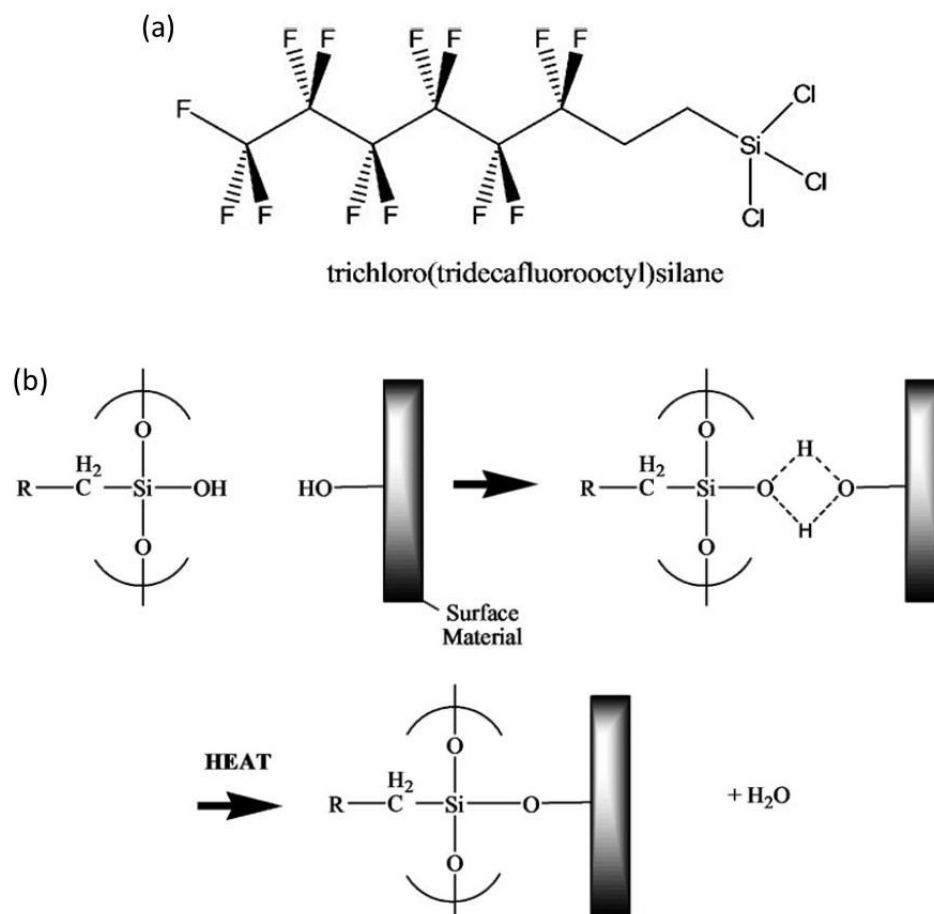 (a)
F F F F F F F F
F
Cl
Si
Cl
Cl
F F F F F F
trichloro(tridecafluorooctyl)silane
(b)
O
H₂
R C Si OH
O
HO
Surface
Material
O
H₂
R C Si O
O
H
H
O
HEAT
O
H₂
R C Si O
O
+ H₂O